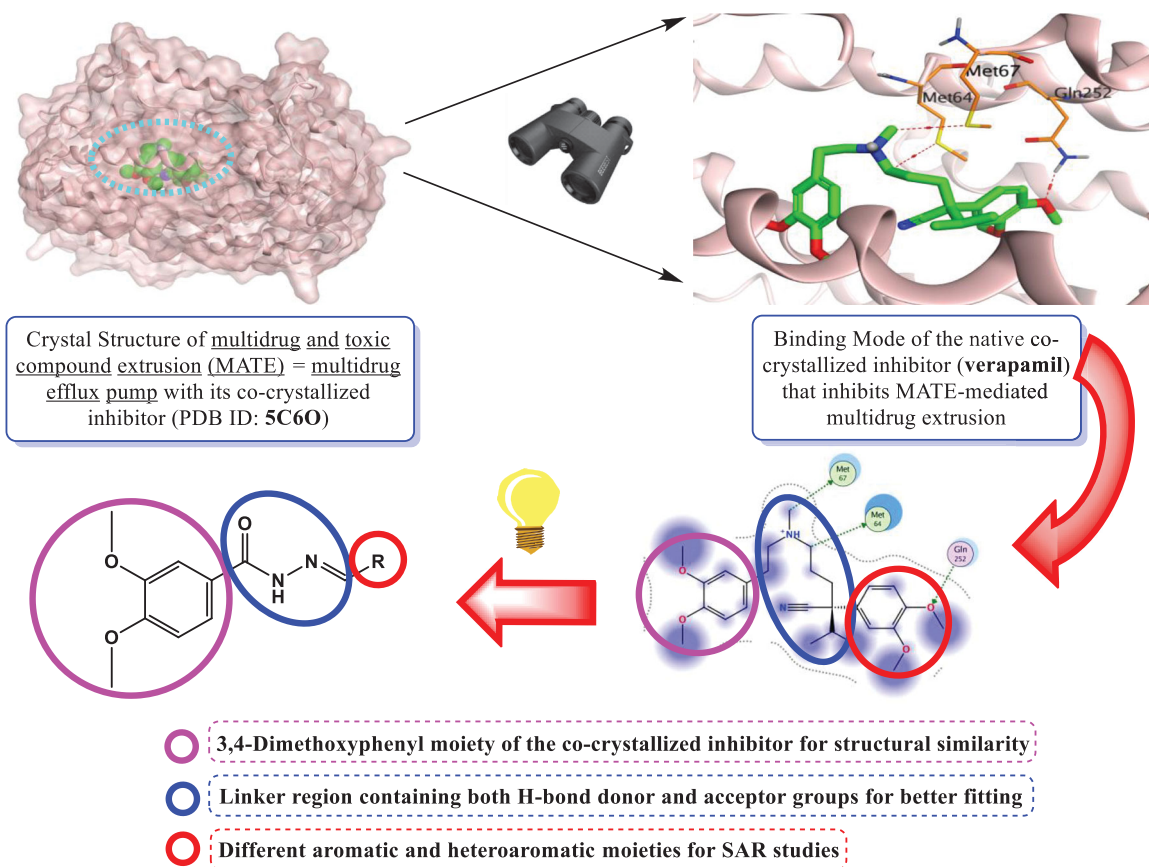 Met67
Met64
Gln252
Crystal Structure of multidrug and toxic
compound extrusion (MATE) = multidrug
efflux pump with its co-crystallized
inhibitor (PDB ID: 5C6O)
Binding Mode of the native co-
crystallized inhibitor (verapamil)
that inhibits MATE-mediated
multidrug extrusion
O
O
O
N
H
N
R
Met
67
Met
64
Gln
252
NH
+
N
O
O
O
O
3,4-Dimethoxyphenyl moiety of the co-crystallized inhibitor for structural similarity
Linker region containing both H-bond donor and acceptor groups for better fitting
Different aromatic and heteroaromatic moieties for SAR studies